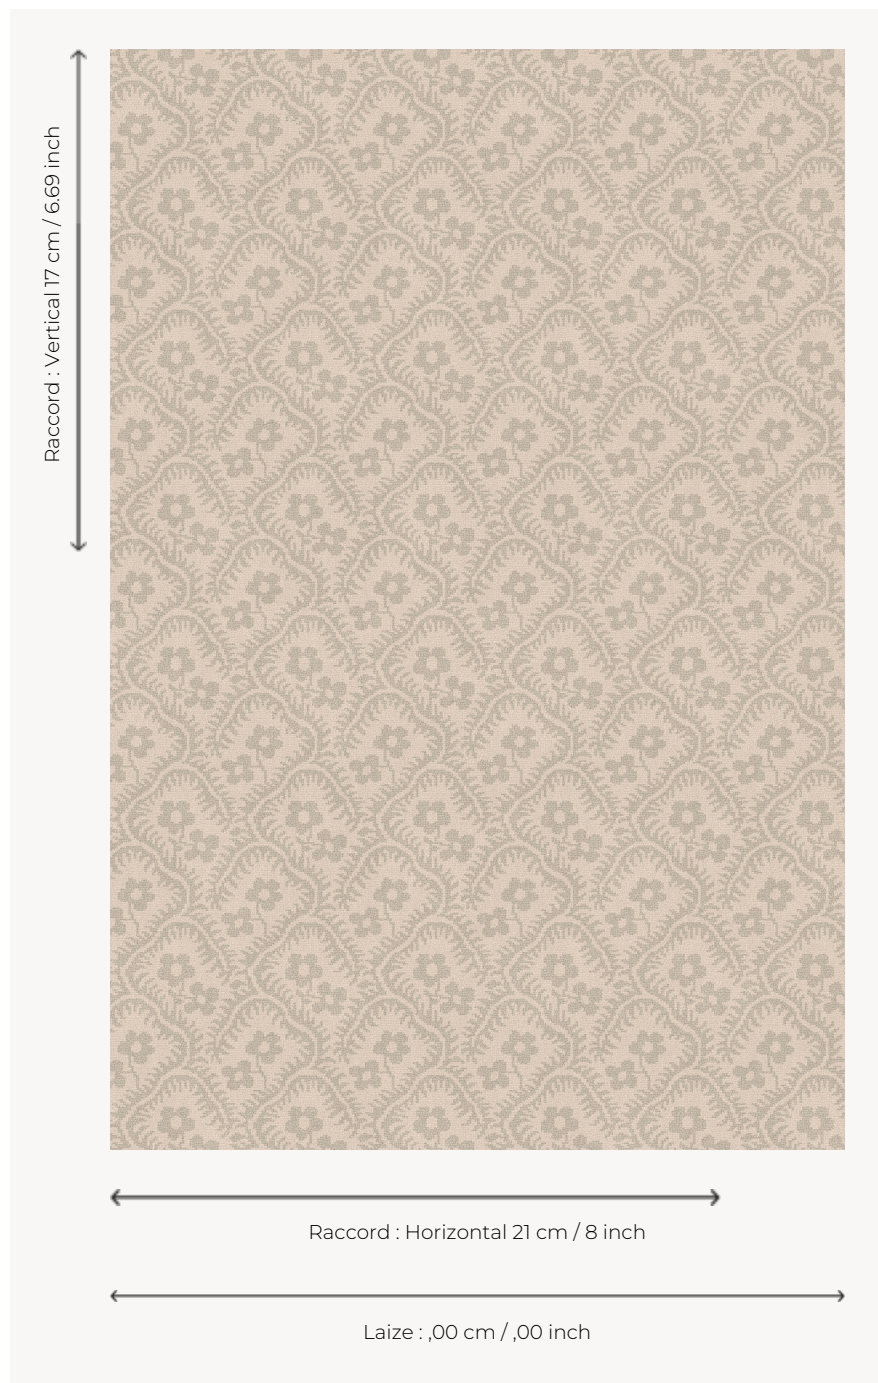 Raccord : Vertical 17 cm / 6.69 inch
Raccord : Horizontal 21 cm / 8 inch
Laize : ,00 cm / ,00 inch